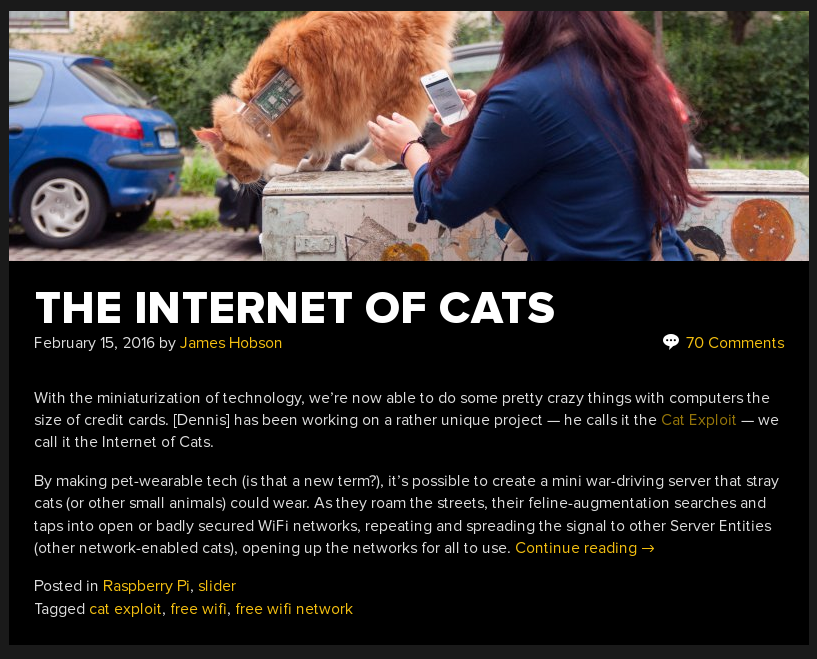 THE INTERNET OF CATS
February 15, 2016 by James Hobson
70 Comments
With the miniaturization of technology, we’re now able to do some pretty crazy things with computers the
size of credit cards. [Dennis] has been working on a rather unique project — he calls it the Cat Exploit — we
call it the Internet of Cats.
By making pet-wearable tech (is that a new term?), it’s possible to create a mini war-driving server that stray
cats (or other small animals) could wear. As they roam the streets, their feline-augmentation searches and
taps into open or badly secured WiFi networks, repeating and spreading the signal to other Server Entities
(other network-enabled cats), opening up the networks for all to use. Continue reading →
Posted in Raspberry Pi, slider
Tagged cat exploit, free wifi, free wifi network